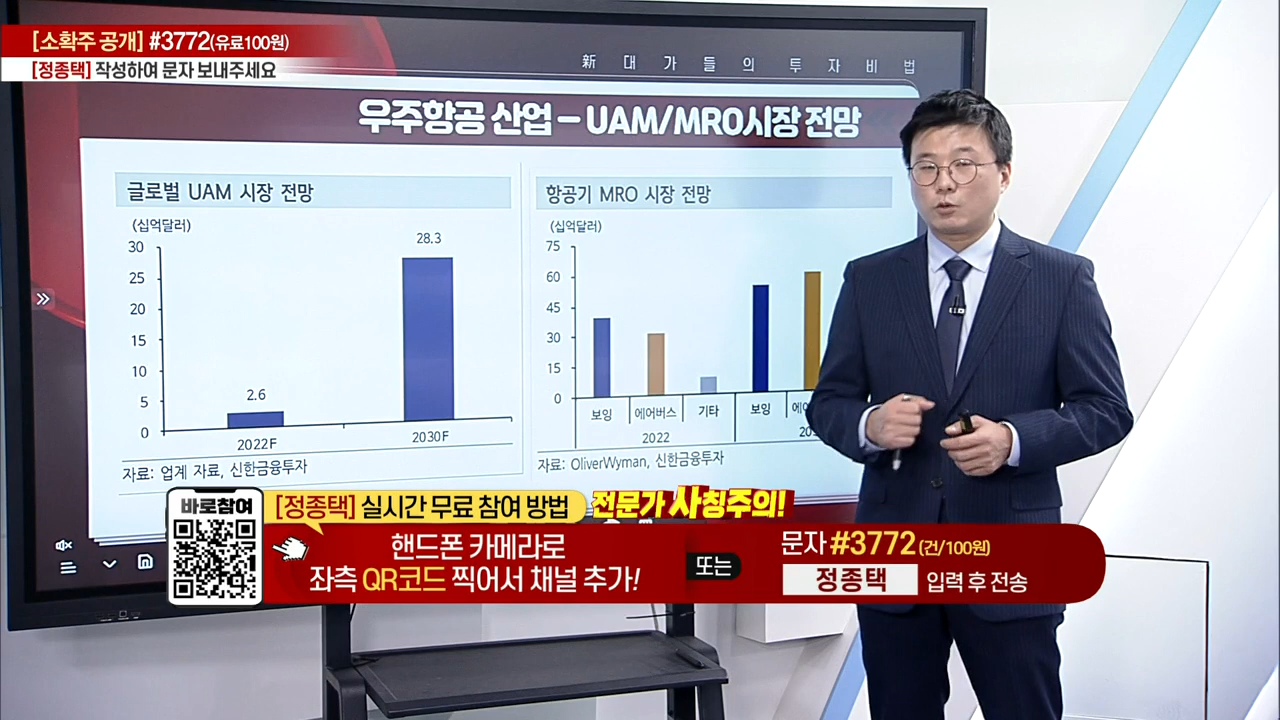 [소확주 공개] #3772(유료100원)
[정종택] 작성하여 문자 보내주세요
新 대 가 들 의 투 자 비 법
우주항공 산업 – UAM/MRO시장 전망
글로벌 UAM 시장 전망
(십억달러)
30
25
20
15
10
5
0
2.6
28.3
2022F
2030F
자료: 업계 자료, 신한금융투자
항공기 MRO 시장 전망
(십억달러)
75
60
45
30
15
0
보잉 에어버스 기타 보잉
2022
자료: OliverWyman, 신한금융투자
바로참여
[정종택] 실시간 무료 참여 방법
전문가 사칭주의!
핸드폰 카메라로
좌측 QR코드 찍어서 채널 추가!
또는
문자 #3772 (건/100원)
정종택 입력 후 전송